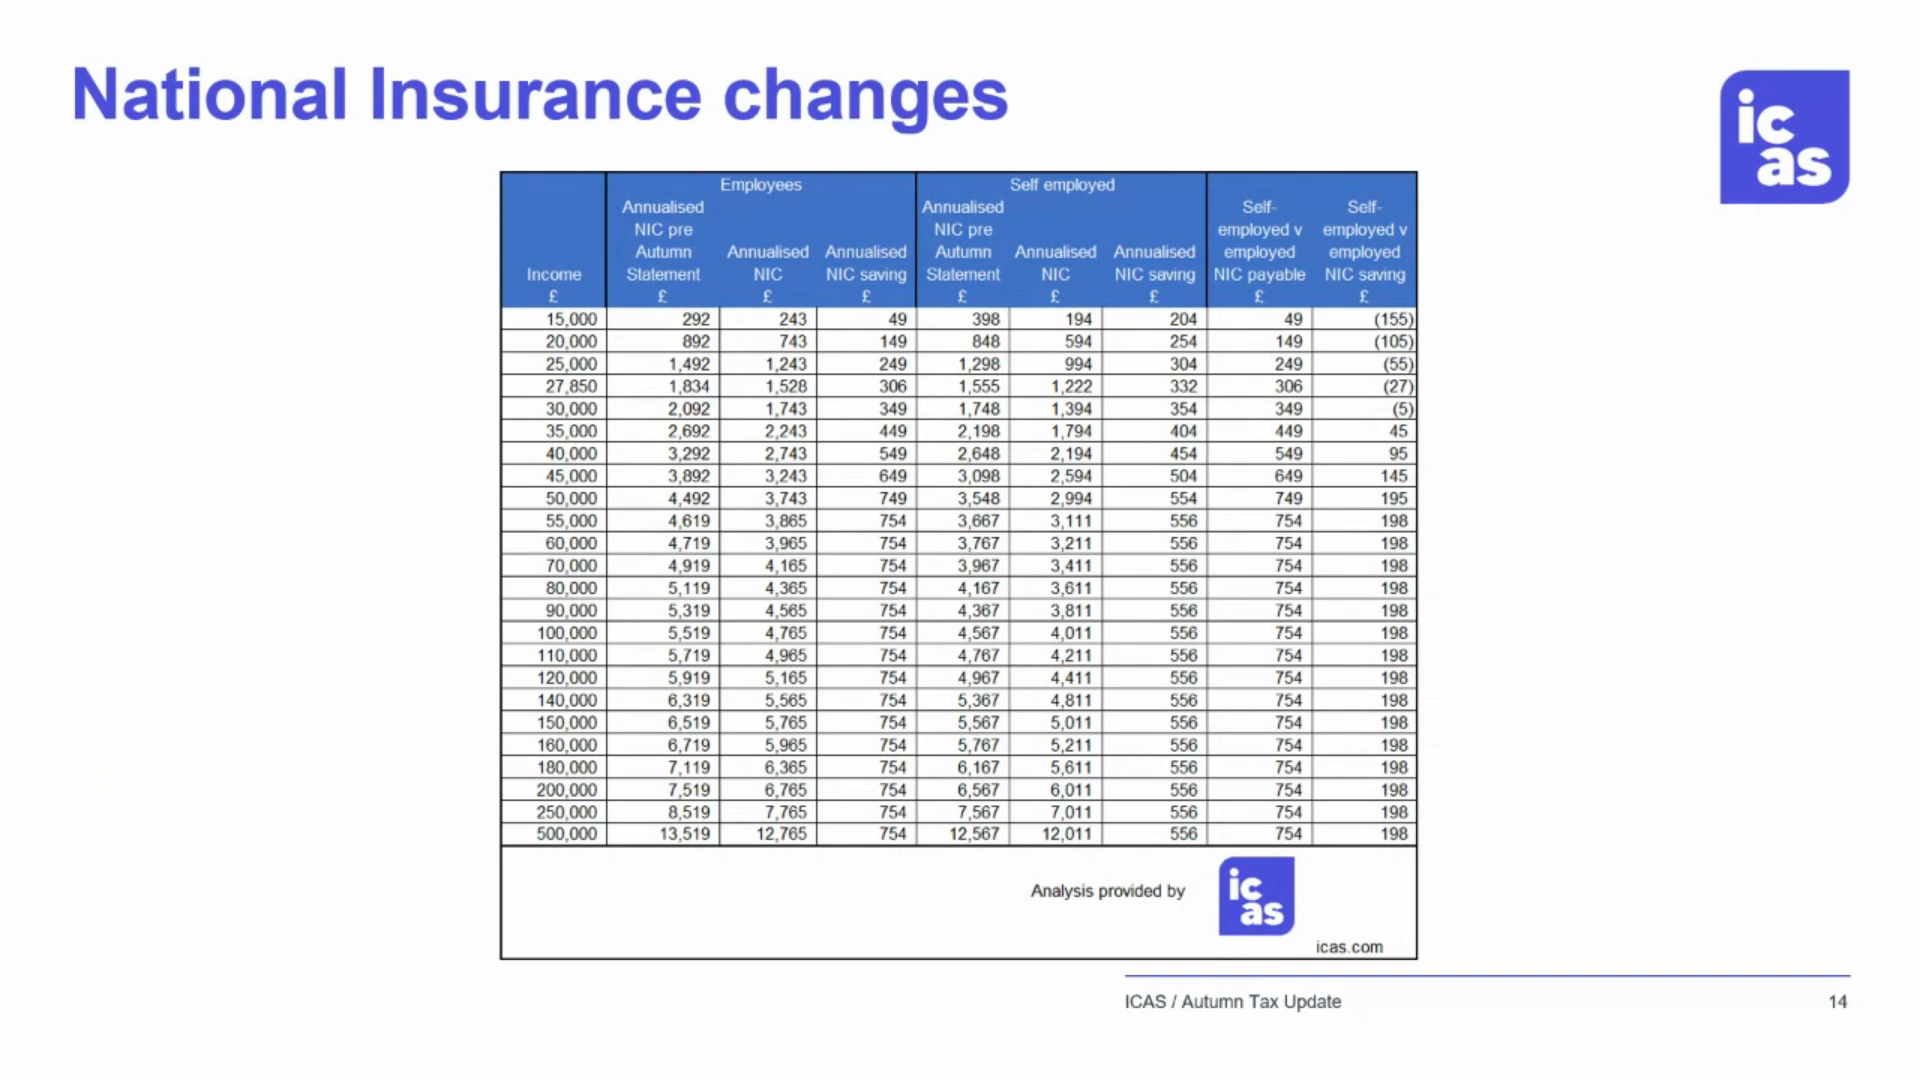 National Insurance changes
ic
as
Employees Self employed
Annualised Annualised Self- Self-
NIC pre NIC pre employed v employed v
Autumn Annualised Annualised Autumn Annualised Annualised employed employed
Income Statement NIC NIC saving Statement NIC NIC saving NIC payable NIC saving
£ £ £ £ £ £ £ £ £
15,000 292 243 49 398 194 204 49 (155)
20,000 892 743 149 848 594 254 149 (105)
25,000 1,492 1,243 249 1,298 994 304 249 (55)
27,850 1,834 1,528 306 1,555 1,222 332 306 (27)
30,000 2,092 1,743 349 1,748 1,394 354 349 (5)
35,000 2,692 2,243 449 2,198 1,794 404 449 45
40,000 3,292 2,743 549 2,648 2,194 454 549 95
45,000 3,892 3,243 649 3,098 2,594 504 649 145
50,000 4,492 3,743 749 3,548 2,994 554 749 195
55,000 4,619 3,865 754 3,667 3,111 556 754 198
60,000 4,719 3,965 754 3,767 3,211 556 754 198
70,000 4,919 4,165 754 3,967 3,411 556 754 198
80,000 5,119 4,365 754 4,167 3,611 556 754 198
90,000 5,319 4,565 754 4,367 3,811 556 754 198
100,000 5,519 4,765 754 4,567 4,011 556 754 198
110,000 5,719 4,965 754 4,767 4,211 556 754 198
120,000 5,919 5,165 754 4,967 4,411 556 754 198
140,000 6,319 5,565 754 5,367 4,811 556 754 198
150,000 6,519 5,765 754 5,567 5,011 556 754 198
160,000 6,719 5,965 754 5,767 5,211 556 754 198
180,000 7,119 6,365 754 6,167 5,611 556 754 198
200,000 7,519 6,765 754 6,567 6,011 556 754 198
250,000 8,519 7,765 754 7,567 7,011 556 754 198
500,000 13,519 12,765 754 12,567 12,011 556 754 198
Analysis provided by
ic
as
icas.com
ICAS / Autumn Tax Update 14